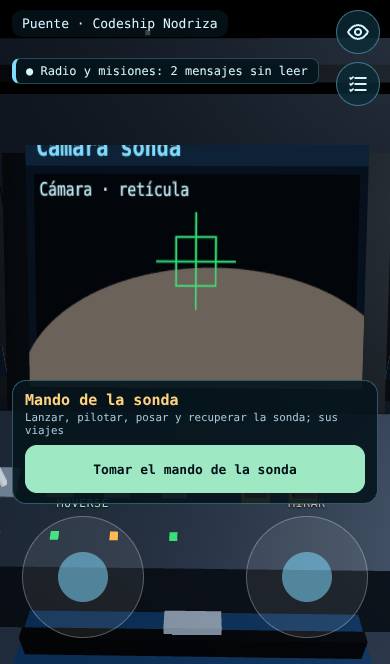 Puente · Codeship Nodriza
● Radio y misiones: 2 mensajes sin leer
Cámara sonda
Cámara · retícula
Mando de la sonda
Lanzar, pilotar, posar y recuperar la sonda; sus
viajes
Tomar el mando de la sonda
MOVERSE
MIRAR